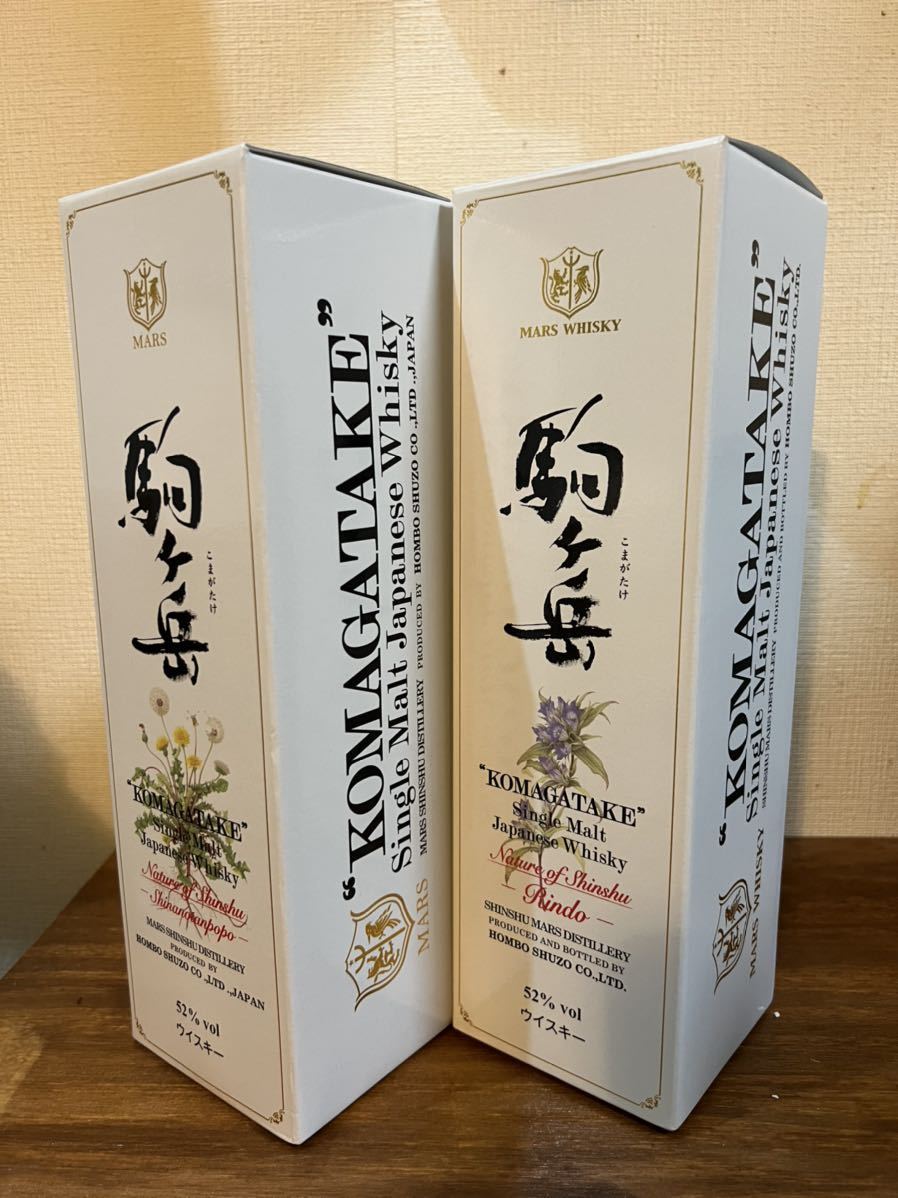 MARS
駒ヶ岳
こまがたけ
"KOMAGATAKE"
Single Malt
Japanese Whisky
Nature of Shinshu
- Shinanotanpopo -
MARS SHINSHU DISTILLERY
PRODUCED BY
HOMBO SHUZO CO.,LTD .,JAPAN
52% vol
ウイスキー
"KOMAGATAKE"
Single Malt Japanese Whisky
MARS SHINSHU DISTILLERY PRODUCED BY HOMBO SHUZO CO .,LTD .,JAPAN
MARS
MARS WHISKY
駒ヶ岳
こまがたけ
"KOMAGATAKE"
Single Malt
Japanese Whisky
Nature of Shinshu
- Rindo -
SHINSHU MARS DISTILLERY
PRODUCED AND BOTTLED BY
HOMBO SHUZO CO.,LTD.
52% vol
ウイスキー
"KOMAGATAKE"
Single Malt Japanese Whisky
SHINSHU MARS DISTILLERY PRODUCED AND BOTTLED BY HOMBO SHUZO CO.,LTD.
MARS WHISKY